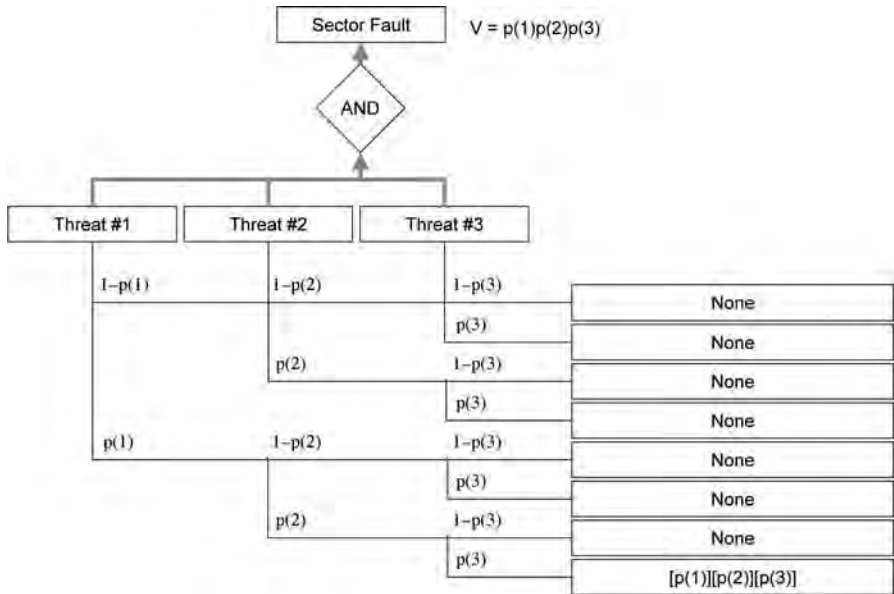 Sector Fault
V = p(1)p(2)p(3)
AND
Threat #1
Threat #2
Threat #3
1–p(1)
1–p(2)
1–p(3)
None
p(3)
None
p(2)
1–p(3)
None
p(3)
None
p(1)
1–p(2)
1–p(3)
None
p(3)
None
p(2)
1–p(3)
None
p(3)
[p(1)][p(2)][p(3)]